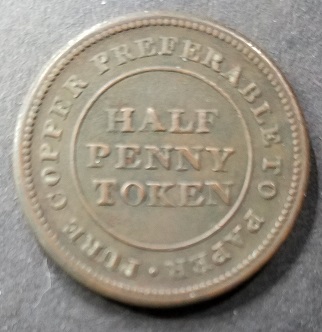 PURE COPPER PREFERABLE TO PAPER ·
HALF
PENNY
TOKEN